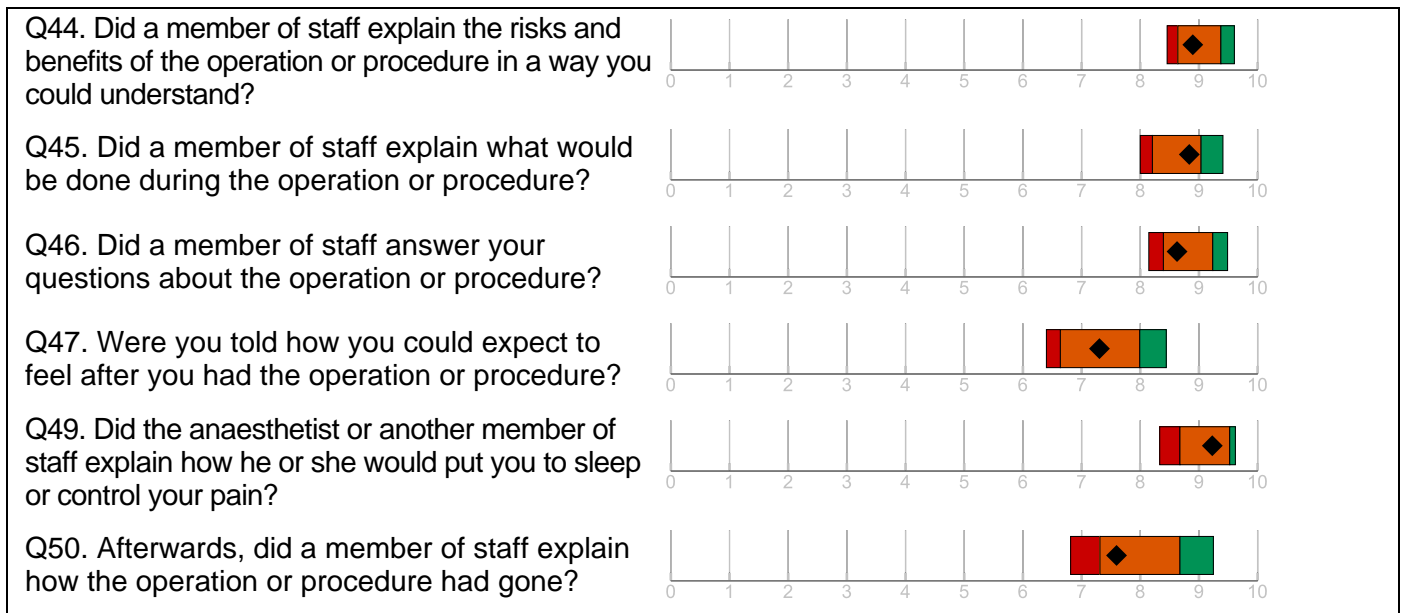 Q44. Did a member of staff explain the risks and
benefits of the operation or procedure in a way you
could understand?
0 1 2 3 4 5 6 7 8 9 10
Q45. Did a member of staff explain what would
be done during the operation or procedure?
0 1 2 3 4 5 6 7 8 9 10
Q46. Did a member of staff answer your
questions about the operation or procedure?
0 1 2 3 4 5 6 7 8 9 10
Q47. Were you told how you could expect to
feel after you had the operation or procedure?
0 1 2 3 4 5 6 7 8 9 10
Q49. Did the anaesthetist or another member of
staff explain how he or she would put you to sleep
or control your pain?
0 1 2 3 4 5 6 7 8 9 10
Q50. Afterwards, did a member of staff explain
how the operation or procedure had gone?
0 1 2 3 4 5 6 7 8 9 10